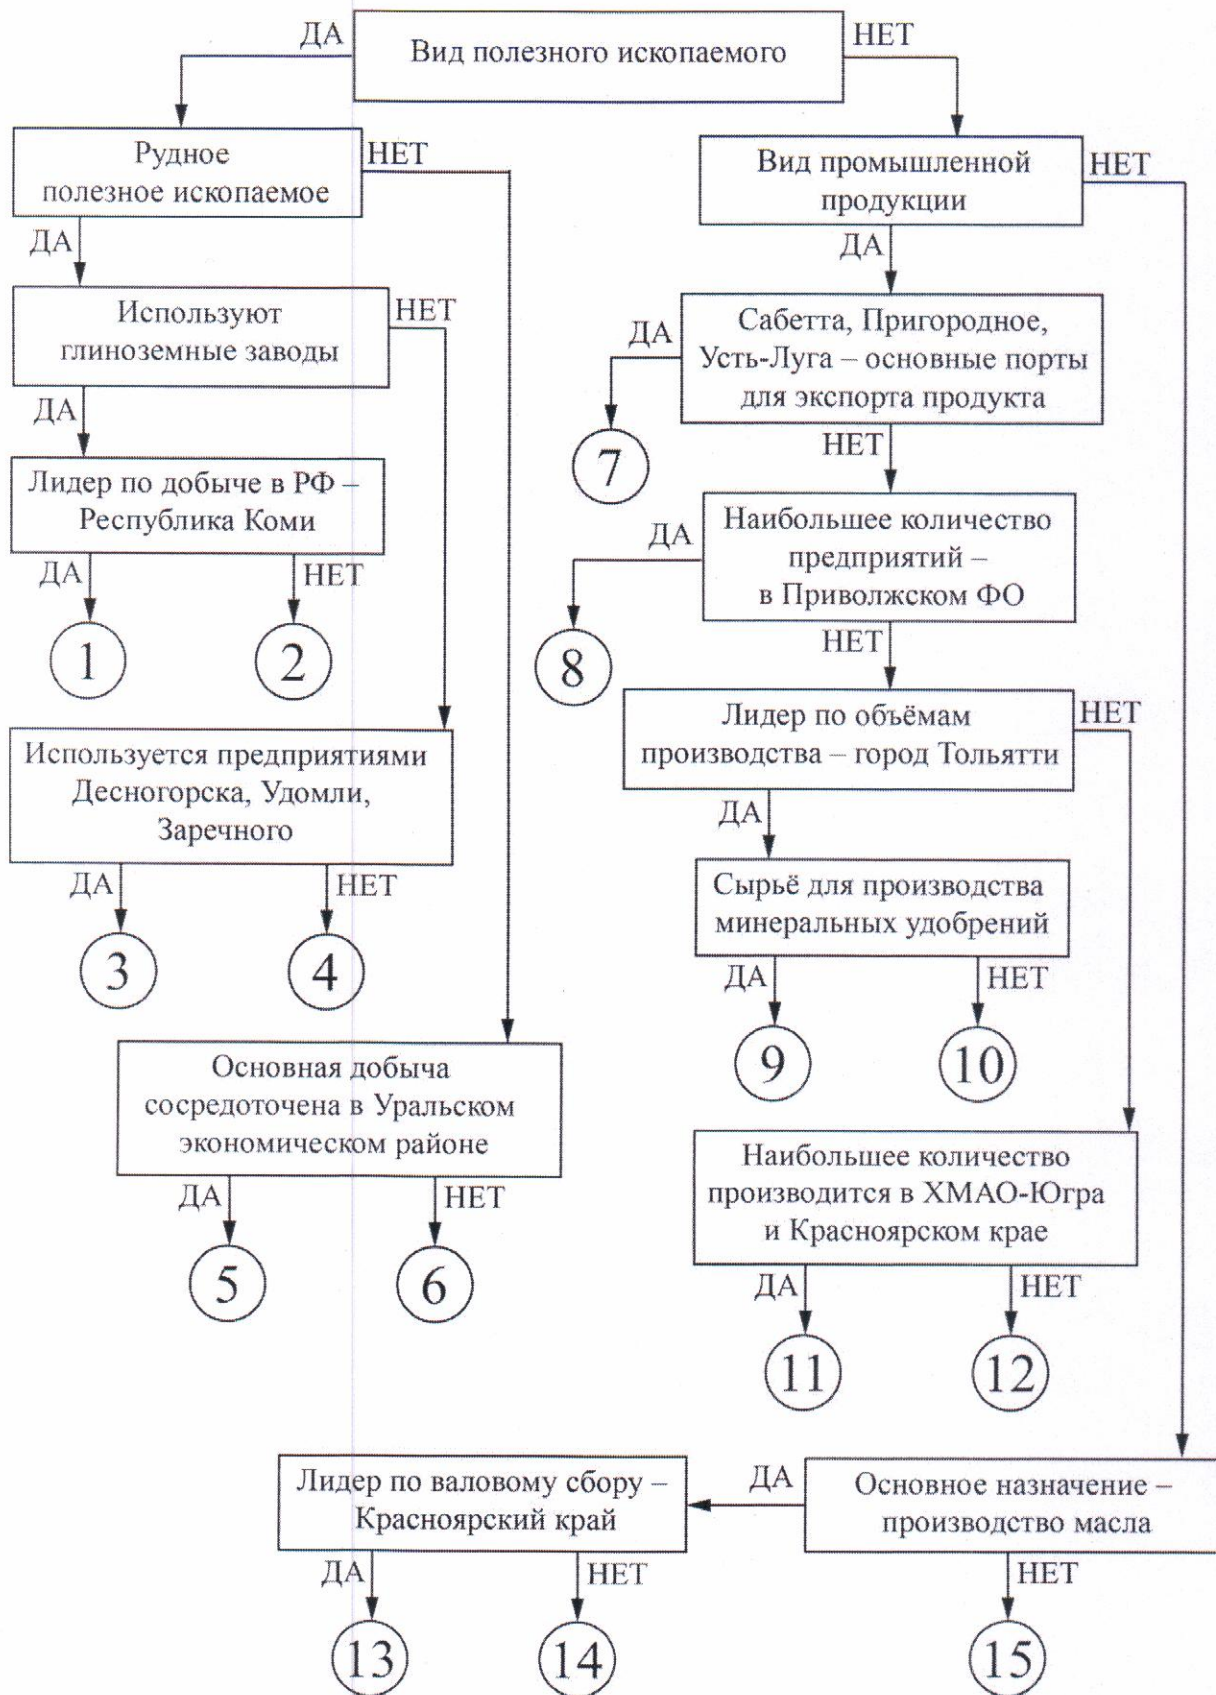 ДА
Вид полезного ископаемого
НЕТ
Рудное
полезное ископаемое
НЕТ
Вид промышленной
продукции
НЕТ
ДА
ДА
Используют
глиноземные заводы
НЕТ
ДА
Сабетта, Пригородное,
Усть-Луга – основные порты
для экспорта продукта
ДА
НЕТ
7
Лидер по добыче в РФ –
Республика Коми
ДА
Наибольшее количество
предприятий –
в Приволжском ФО
ДА
НЕТ
НЕТ
1
2
8
Лидер по объёмам
производства – город Тольятти
НЕТ
Используется предприятиями
Десногорска, Удомли,
Заречного
ДА
ДА
НЕТ
Сырьё для производства
минеральных удобрений
3
4
ДА
НЕТ
9
10
Основная добыча
сосредоточена в Уральском
экономическом районе
Наибольшее количество
производится в ХМАО-Югра
и Красноярском крае
ДА
НЕТ
5
6
ДА
НЕТ
11
12
Лидер по валовому сбору –
Красноярский край
ДА
Основное назначение –
производство масла
ДА
НЕТ
НЕТ
13
14
15